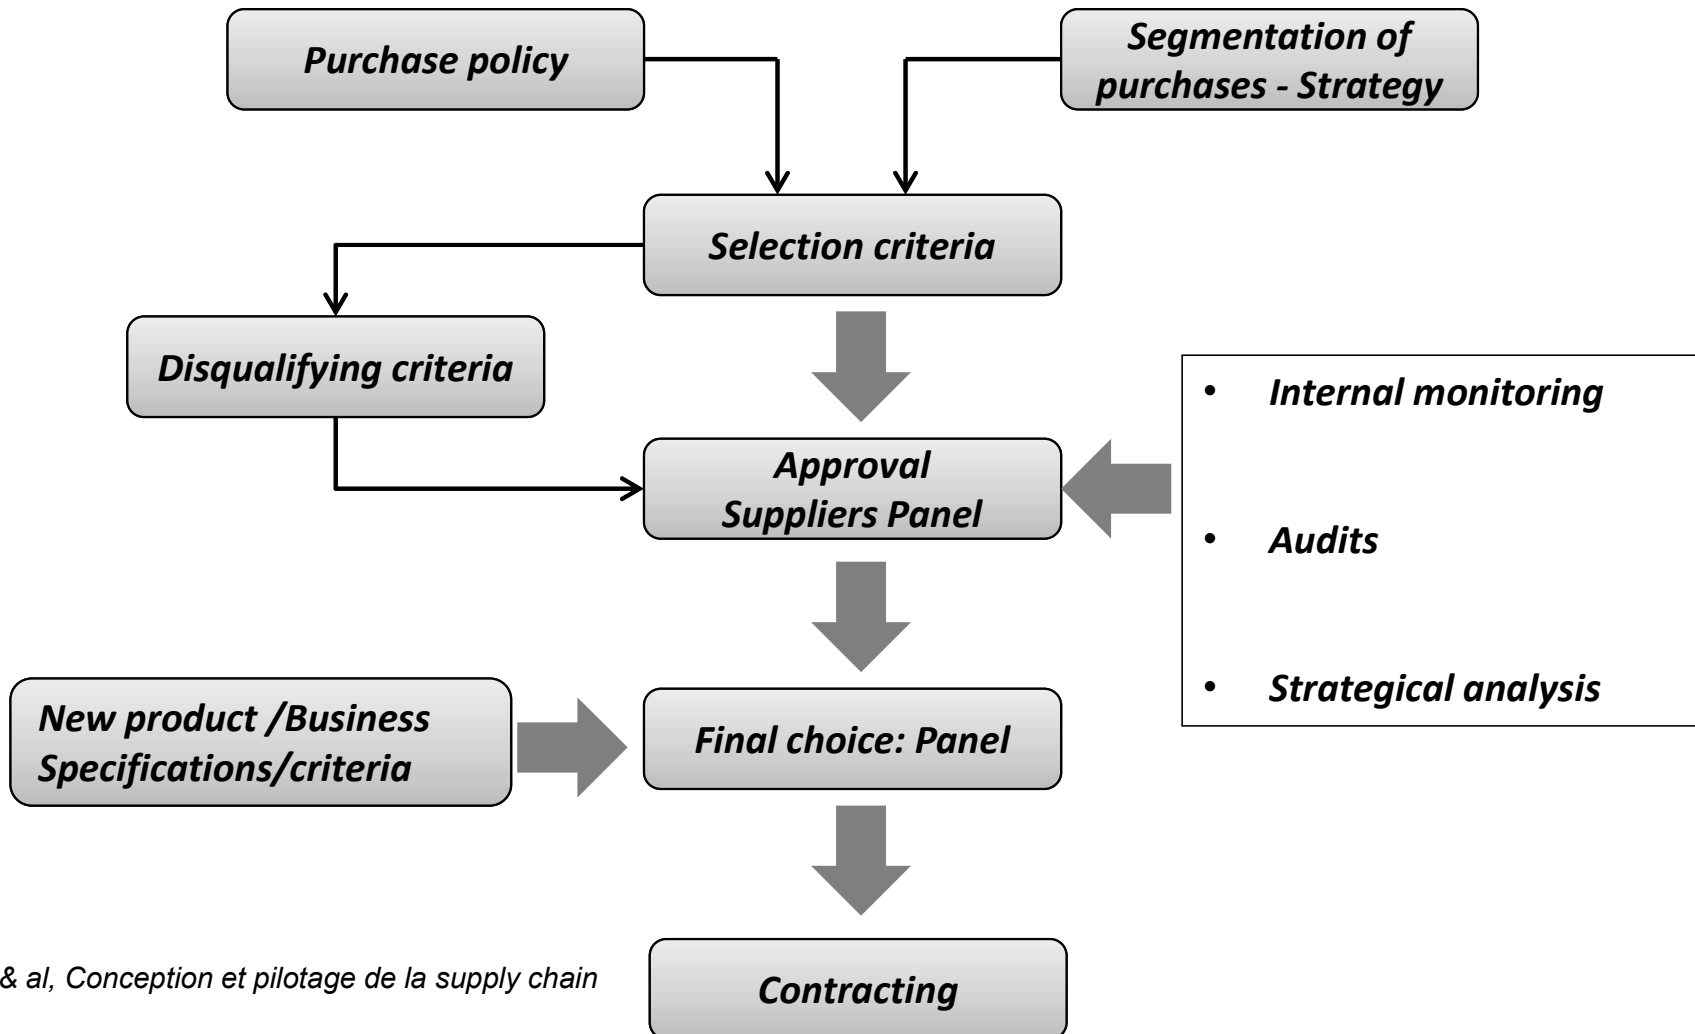 Purchase policy
Segmentation of
purchases - Strategy
Selection criteria
Disqualifying criteria
• Internal monitoring
Approval
Suppliers Panel
• Audits
• Strategical analysis
New product /Business
Specifications/criteria
Final choice: Panel
& al, Conception et pilotage de la supply chain
Contracting